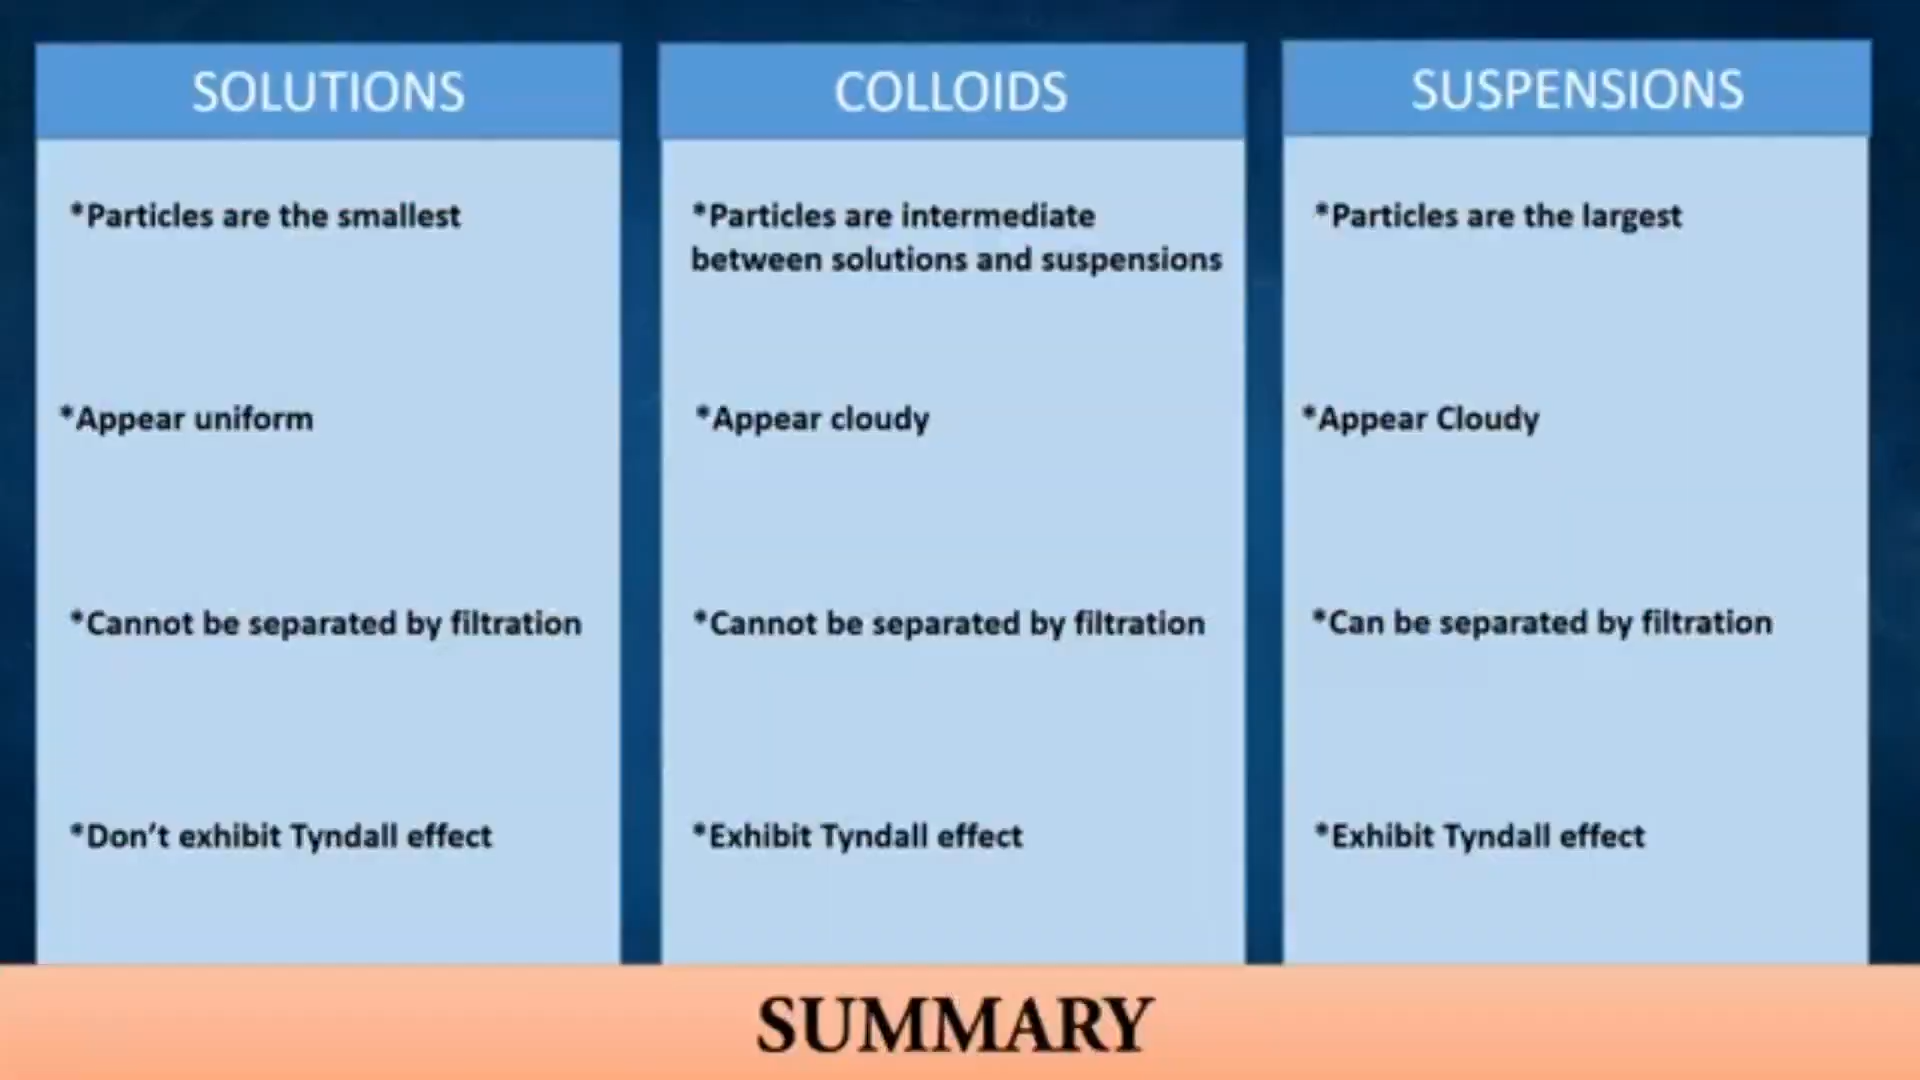 SOLUTIONS
*Particles are the smallest
*Appear uniform
*Cannot be separated by filtration
*Don’t exhibit Tyndall effect
COLLOIDS
*Particles are intermediate
between solutions and suspensions
*Appear cloudy
*Cannot be separated by filtration
*Exhibit Tyndall effect
SUSPENSIONS
*Particles are the largest
*Appear Cloudy
*Can be separated by filtration
*Exhibit Tyndall effect
SUMMARY